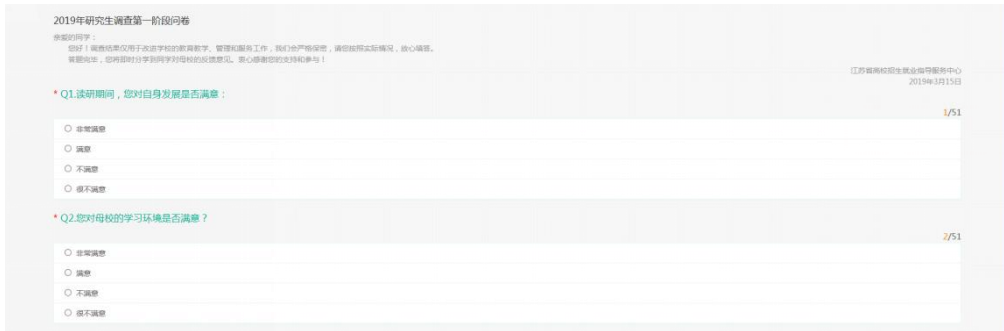 2019年研究生调查第一阶段问卷
亲爱的同学：
您好！调查结果仅用于改进学校的教育教学、管理和服务工作，我们会严格保密，请您按照实际情况，放心填答。
答题完毕，您将即时分享到同学对母校的反馈意见。衷心感谢您的支持和参与！
江苏省高校招生就业指导服务中心
2019年3月15日
* Q1.读研期间，您对自身发展是否满意：
1/51
非常满意
满意
不满意
很不满意
* Q2.您对母校的学习环境是否满意？
2/51
非常满意
满意
不满意
很不满意